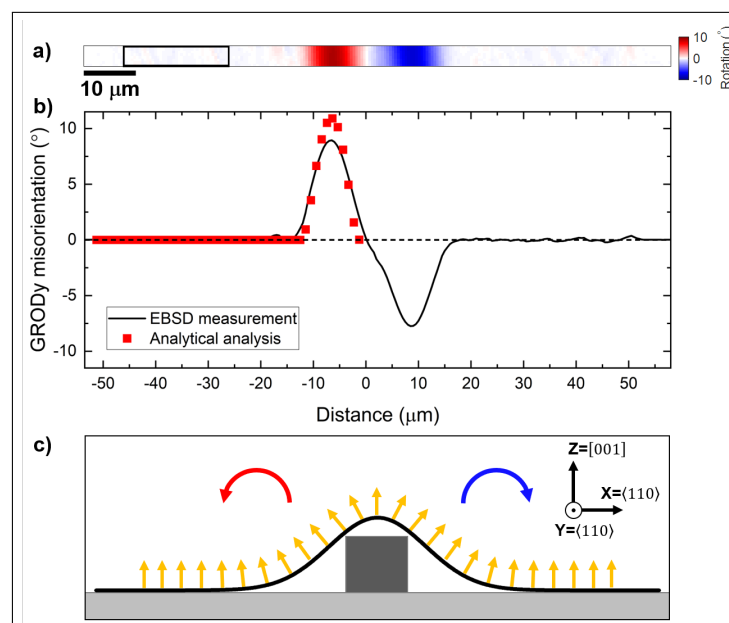 a)
10
0
-10
Rotation (°)
10 μm
b)
GRODy misorientation (°)
10
5
0
-5
-10
EBSD measurement
Analytical analysis
-50 -40 -30 -20 -10 0 10 20 30 40 50
Distance (μm)
c)
Z=[001]
X=⟨110⟩
Y=⟨110⟩